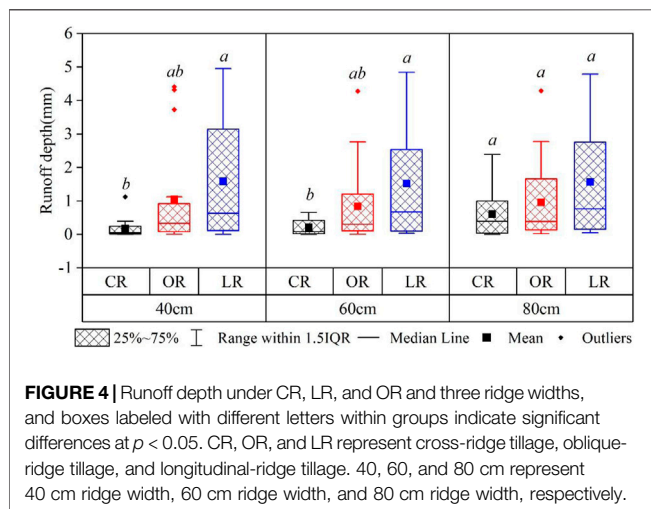 6
5
4
3
2
1
0
-1
Runoff depth(mm)
b
ab
a
b
ab
a
a
a
a
CR OR LR CR OR LR CR OR LR
40cm 60cm 80cm
25%~75% Range within 1.5IQR Median Line Mean Outliers
FIGURE 4 | Runoff depth under CR, LR, and OR and three ridge widths,
and boxes labeled with different letters within groups indicate significant
differences at p < 0.05. CR, OR, and LR represent cross-ridge tillage, oblique-
ridge tillage, and longitudinal-ridge tillage. 40, 60, and 80 cm represent
40 cm ridge width, 60 cm ridge width, and 80 cm ridge width, respectively.